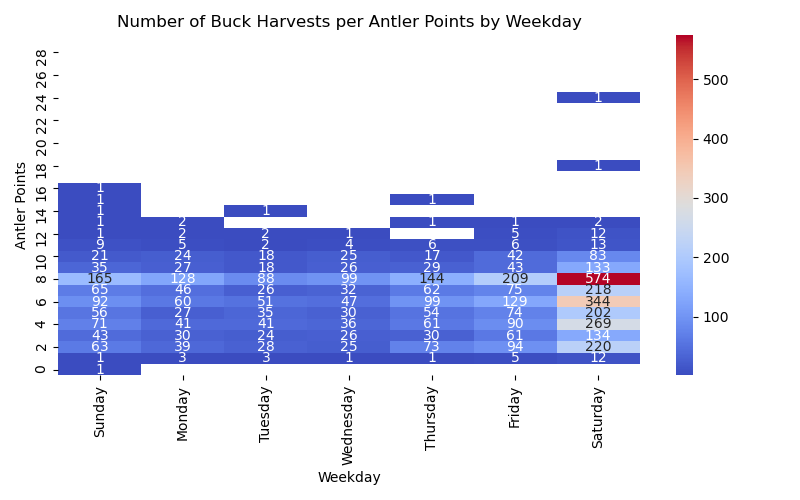 Number of Buck Harvests per Antler Points by Weekday
Antler Points
28
26
24 1
22
20
18 1
16 1
1 1
14 1 1
1 2 1 1 2
12 1 2 2 1 5 12
9 5 2 4 6 6 13
10 21 24 18 25 17 42 83
35 27 18 26 29 43 133
8 165 128 88 99 144 209 574
65 46 26 32 62 75 218
6 92 60 51 47 99 129 344
56 27 35 30 54 74 202
4 71 41 41 36 61 90 269
43 30 24 26 30 61 134
2 63 39 28 25 73 94 220
1 3 3 1 1 5 12
0 1
Sunday Monday Tuesday Wednesday Thursday Friday Saturday
Weekday
500
400
300
200
100